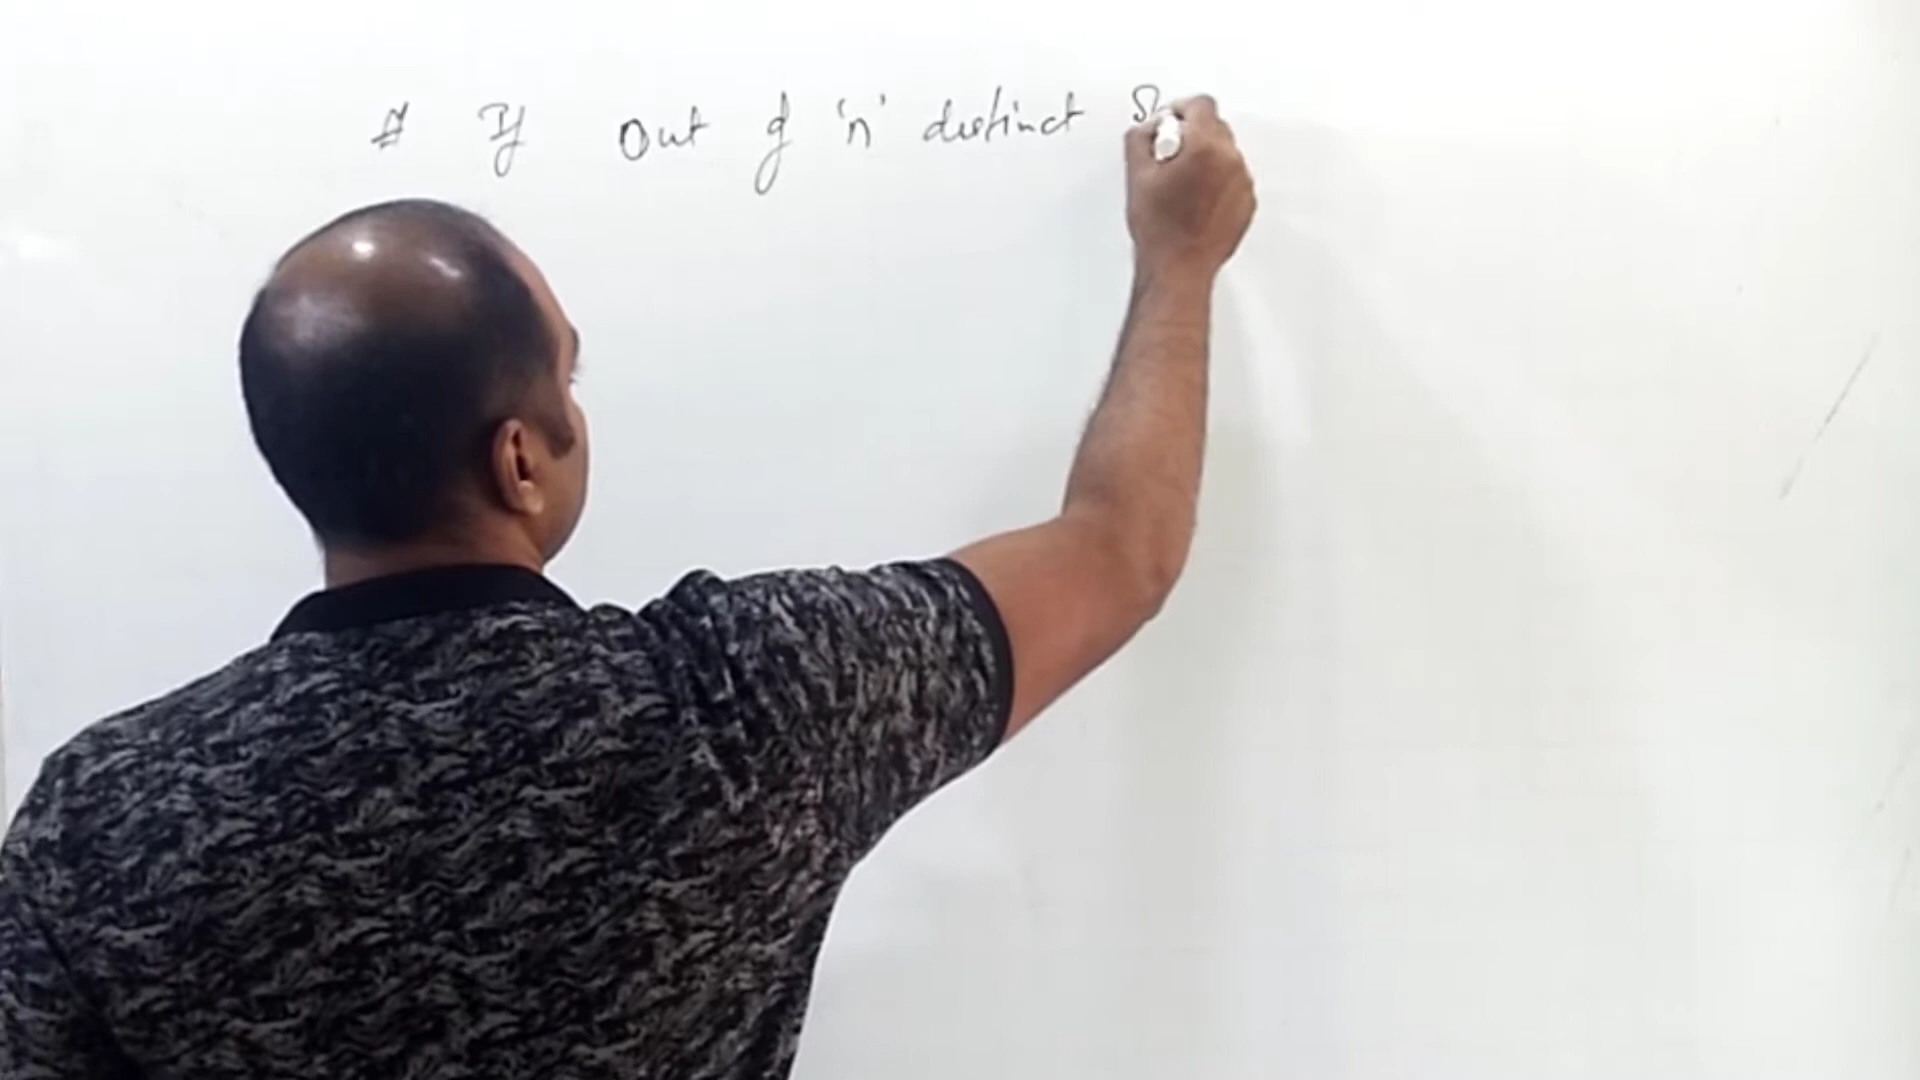 # If out of 'n' distinct